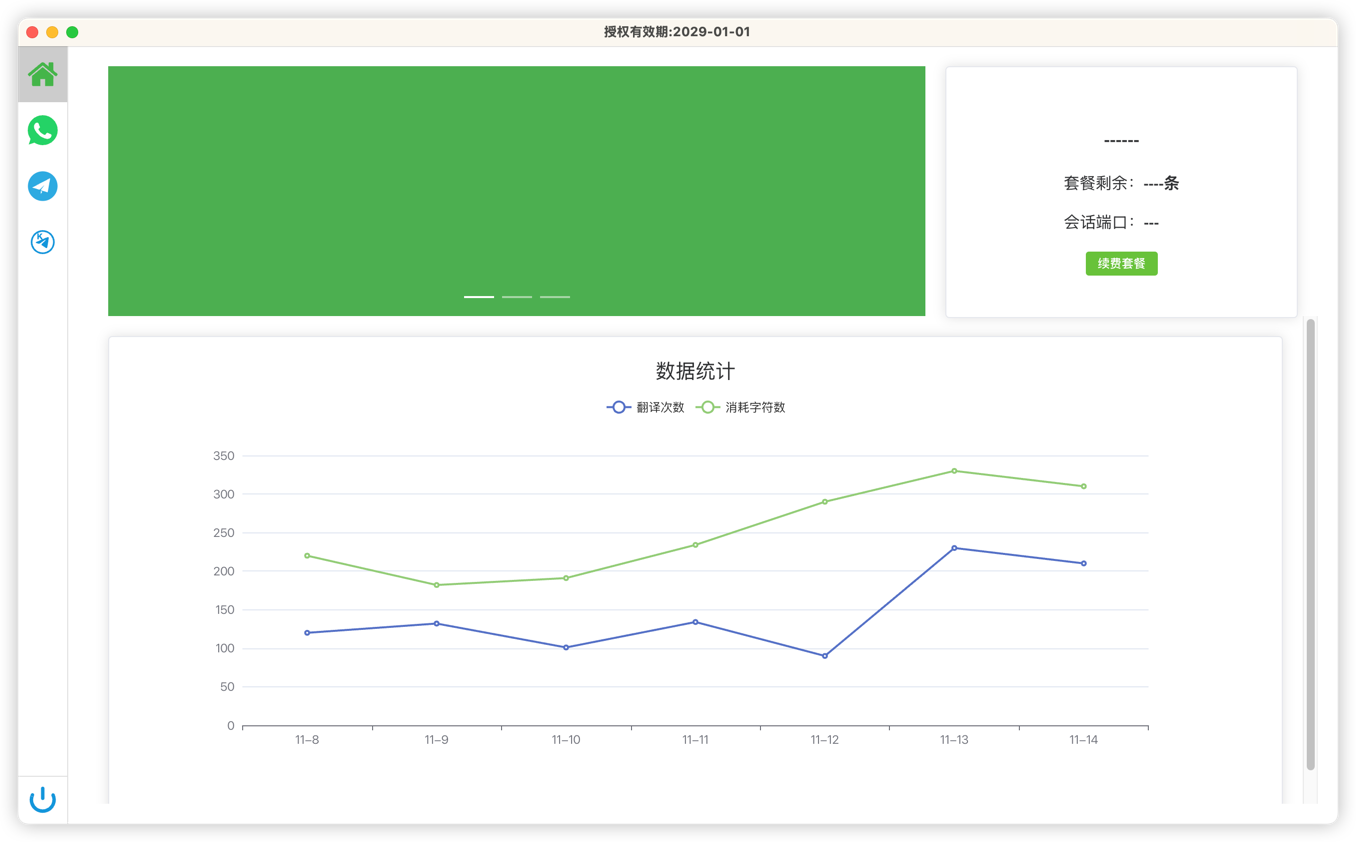 授权有效期:2029-01-01
------
套餐剩余：----条
会话端口：---
续费套餐
数据统计
翻译次数 消耗字符数
350
300
250
200
150
100
50
0
11-8 11-9 11-10 11-11 11-12 11-13 11-14